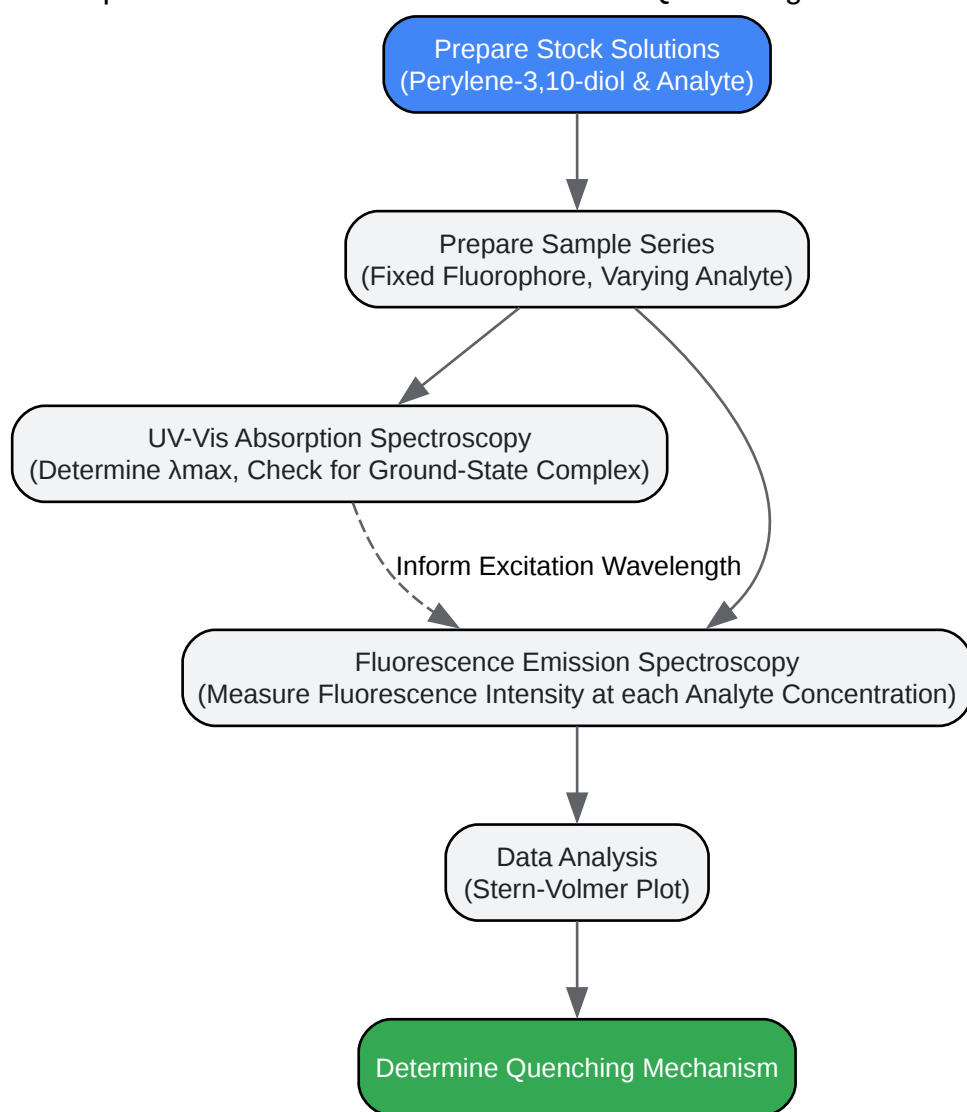 Prepare Stock Solutions
(Perylene-3,10-diol & Analyte)
Prepare Sample Series
(Fixed Fluorophore, Varying Analyte)
UV-Vis Absorption Spectroscopy
(Determine λmax, Check for Ground-State Complex)
Inform Excitation Wavelength
Fluorescence Emission Spectroscopy
(Measure Fluorescence Intensity at each Analyte Concentration)
Data Analysis
(Stern-Volmer Plot)
Determine Quenching Mechanism